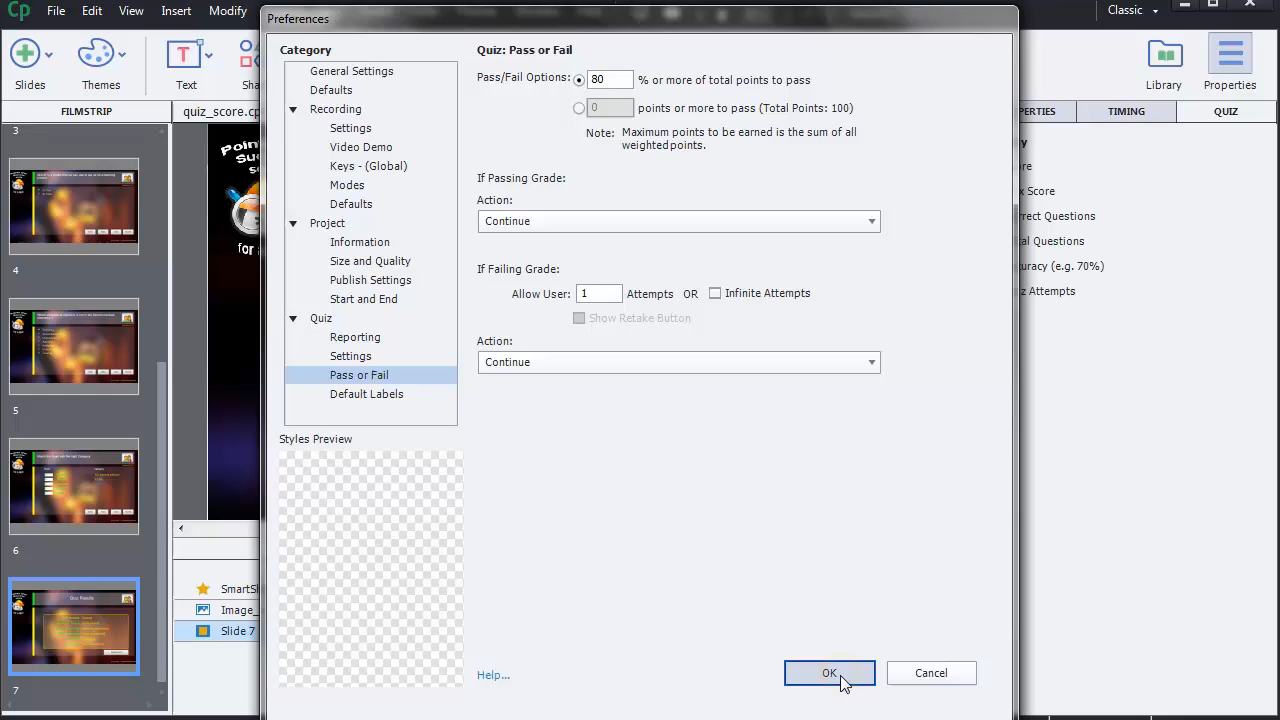 Cp File Edit View Insert Modify
Classic
Preferences
Slides
Themes
Text
Library
Properties
FILMSTRIP
quiz_score.cp
TIMING
QUIZ
3
4
5
6
7
Category
General Settings
Defaults
Recording
Settings
Video Demo
Keys - (Global)
Modes
Defaults
Project
Information
Size and Quality
Publish Settings
Start and End
Quiz
Reporting
Settings
Pass or Fail
Default Labels
Styles Preview
Quiz: Pass or Fail
Pass/Fail Options: 80 % or more of total points to pass
0 points or more to pass (Total Points: 100)
Note: Maximum points to be earned is the sum of all
weighted points.
If Passing Grade:
Action:
Continue
If Failing Grade:
Allow User: 1 Attempts OR Infinite Attempts
Show Retake Button
Action:
Continue
Help...
OK
Cancel
Quiz Results
SmartSh
Image_
Slide 7
for a
Score
rect Questions
al Questions
uracy (e.g. 70%)
z Attempts